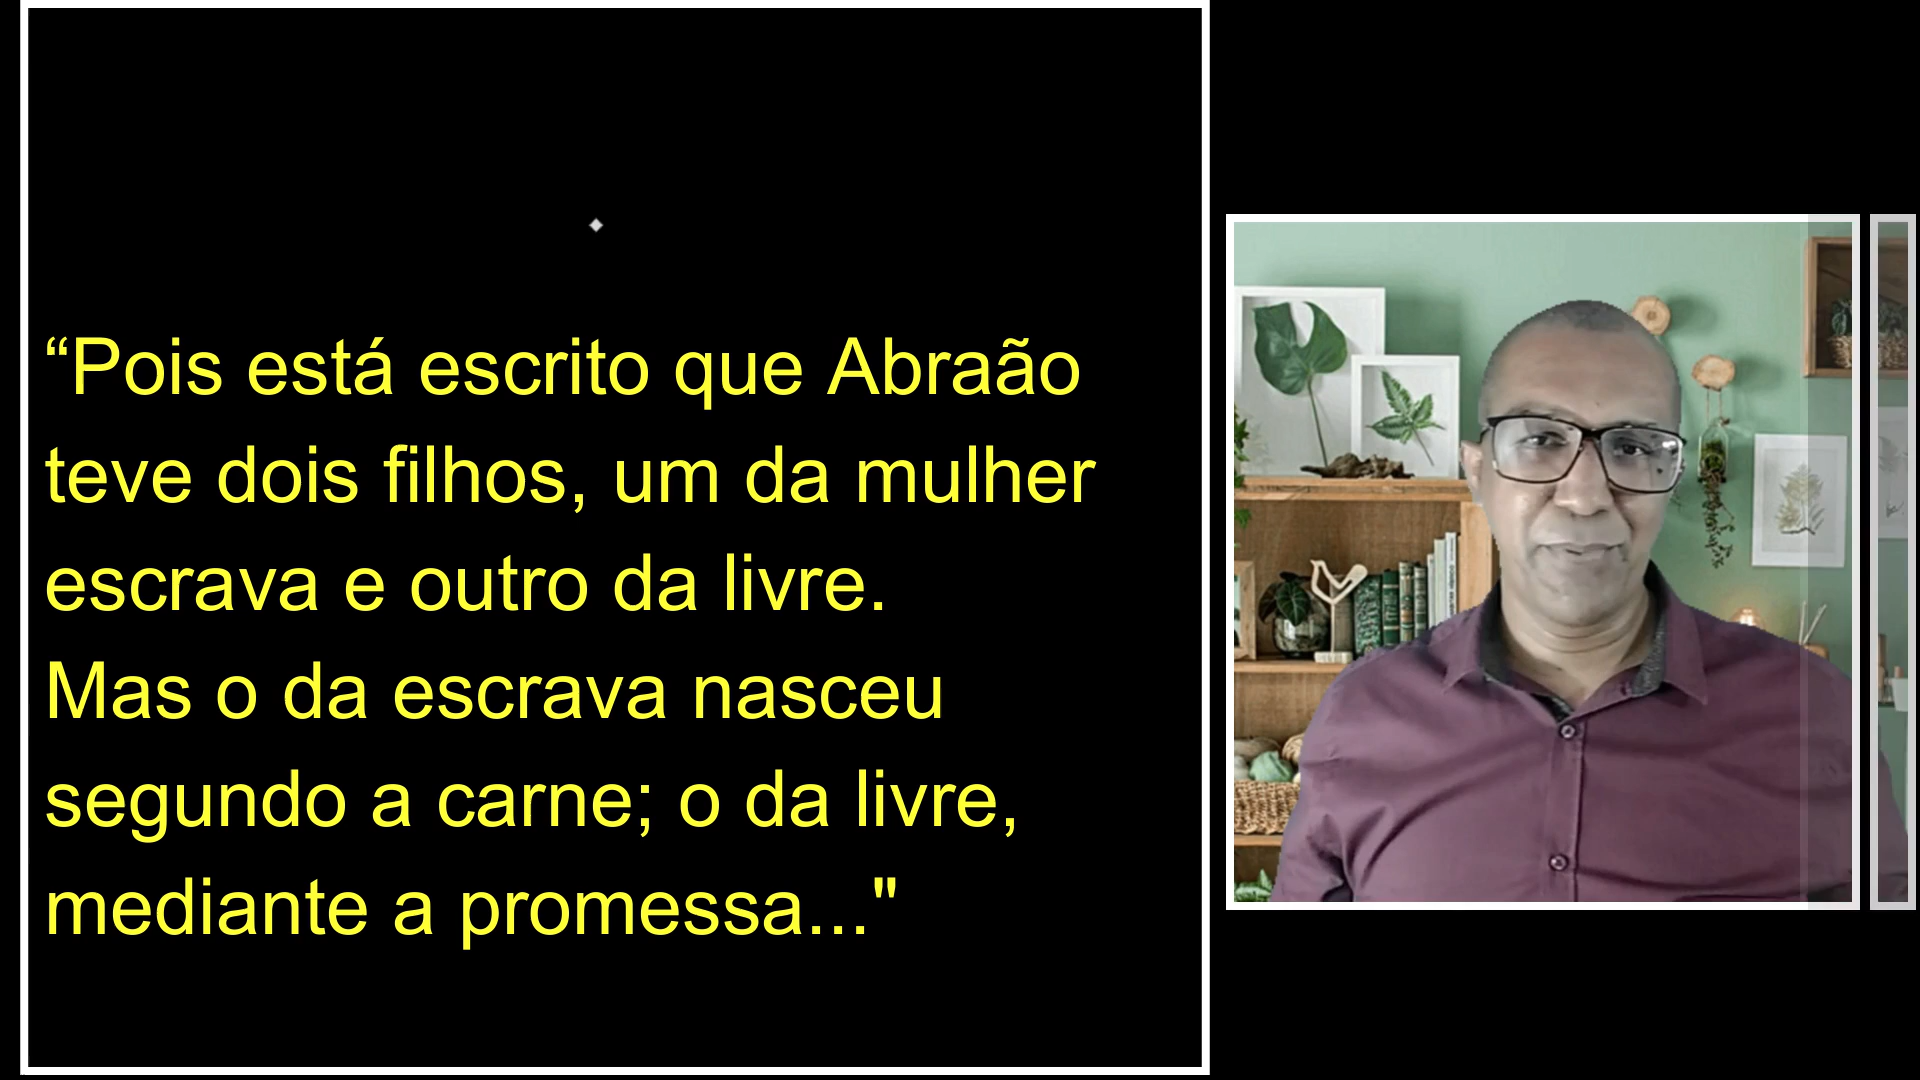 “Pois está escrito que Abraão
teve dois filhos, um da mulher
escrava e outro da livre.
Mas o da escrava nasceu
segundo a carne; o da livre,
mediante a promessa..."